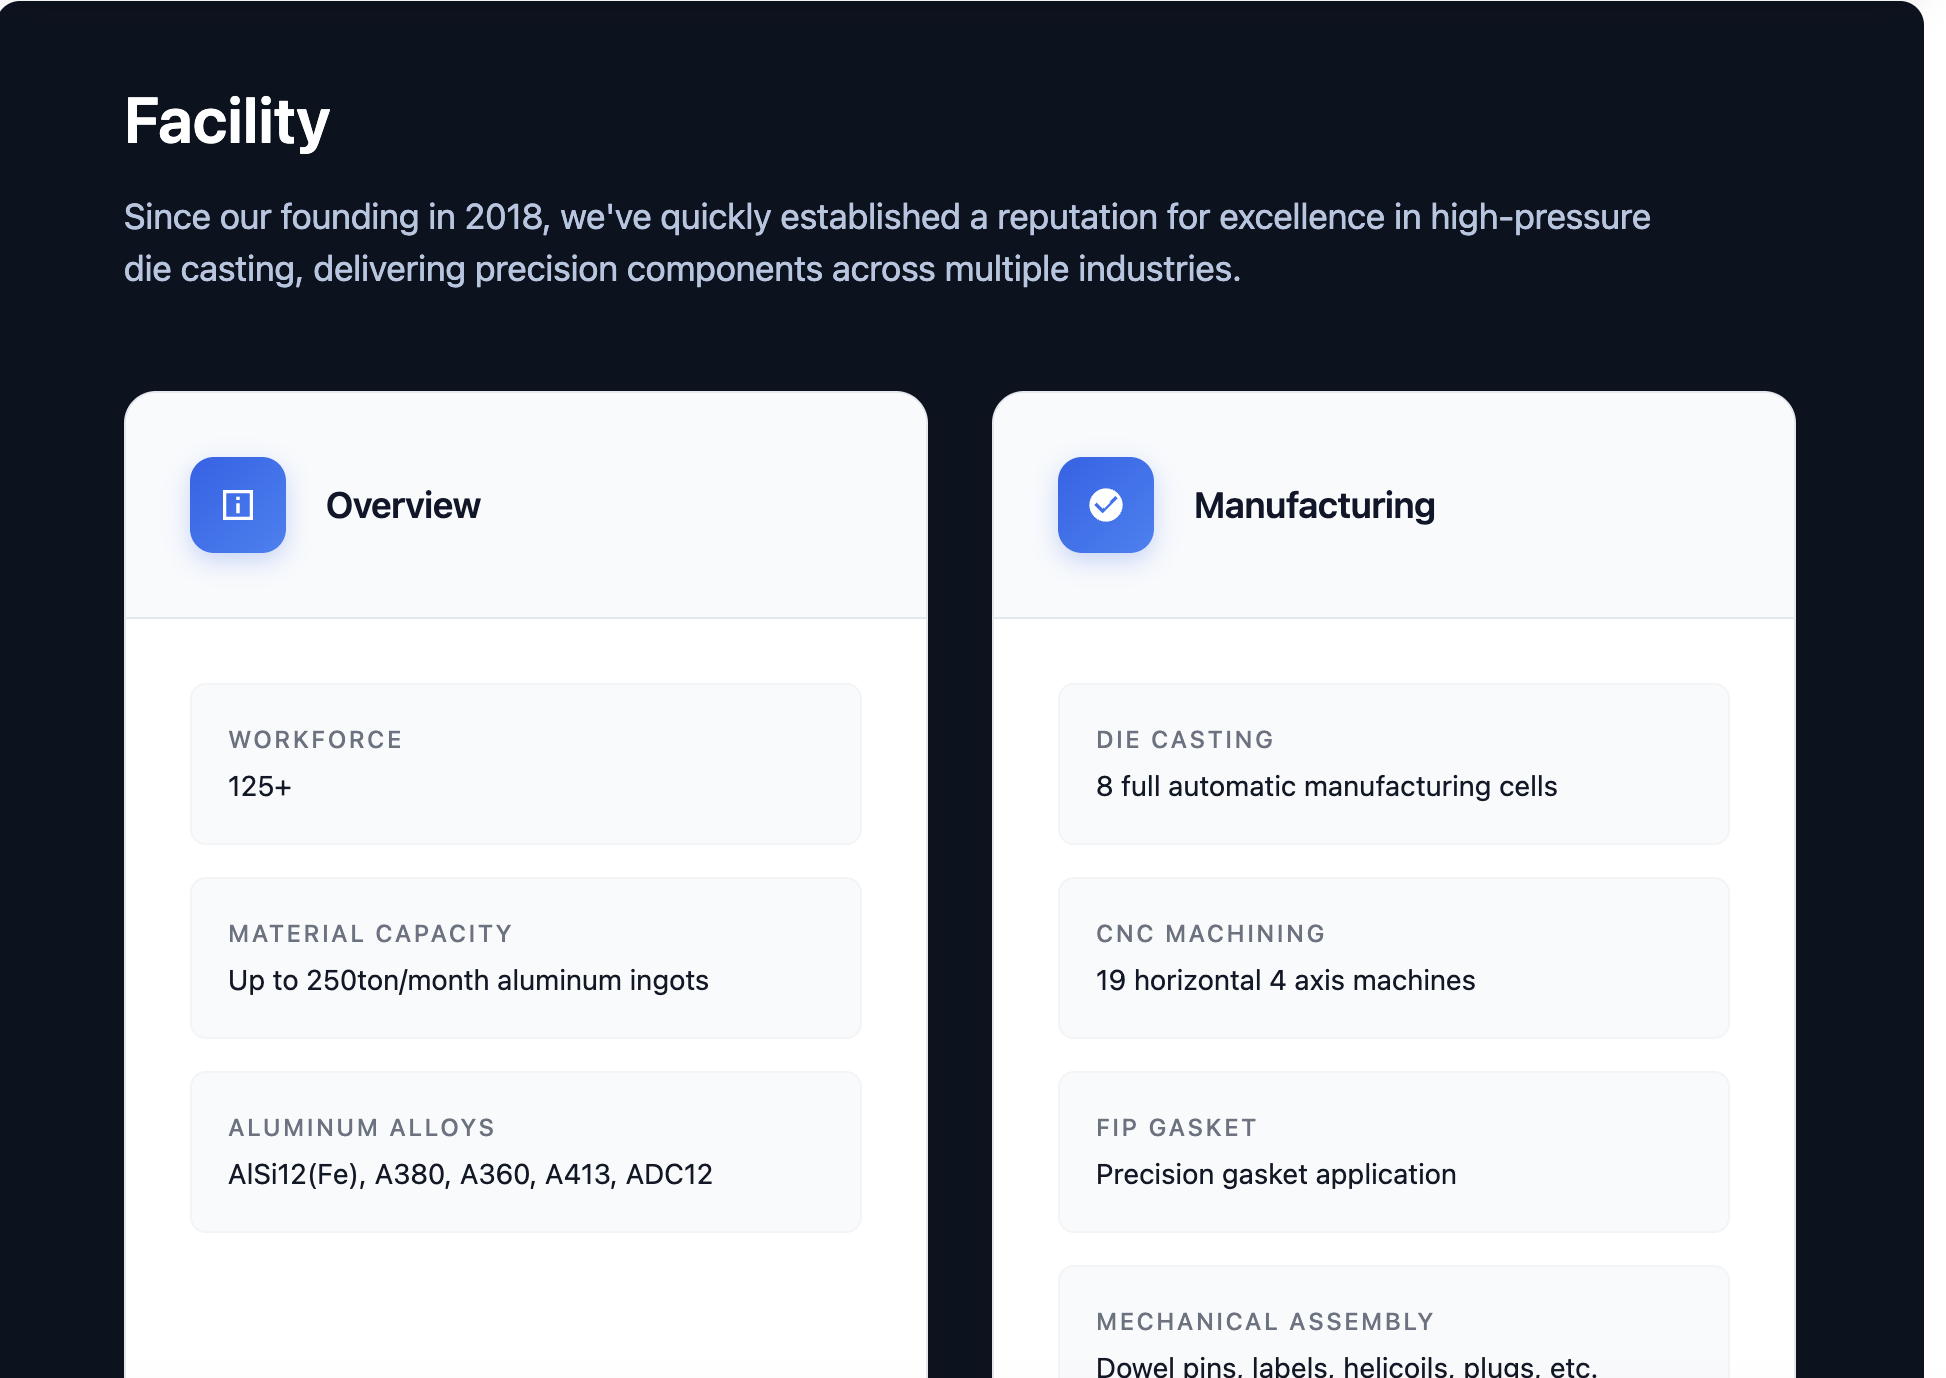 Facility
Since our founding in 2018, we've quickly established a reputation for excellence in high-pressure
die casting, delivering precision components across multiple industries.
Overview
WORKFORCE
125+
MATERIAL CAPACITY
Up to 250ton/month aluminum ingots
ALUMINUM ALLOYS
AlSi12(Fe), A380, A360, A413, ADC12
Manufacturing
DIE CASTING
8 full automatic manufacturing cells
CNC MACHINING
19 horizontal 4 axis machines
FIP GASKET
Precision gasket application
MECHANICAL ASSEMBLY
Dowel pins, labels, helicoils, plugs, etc.